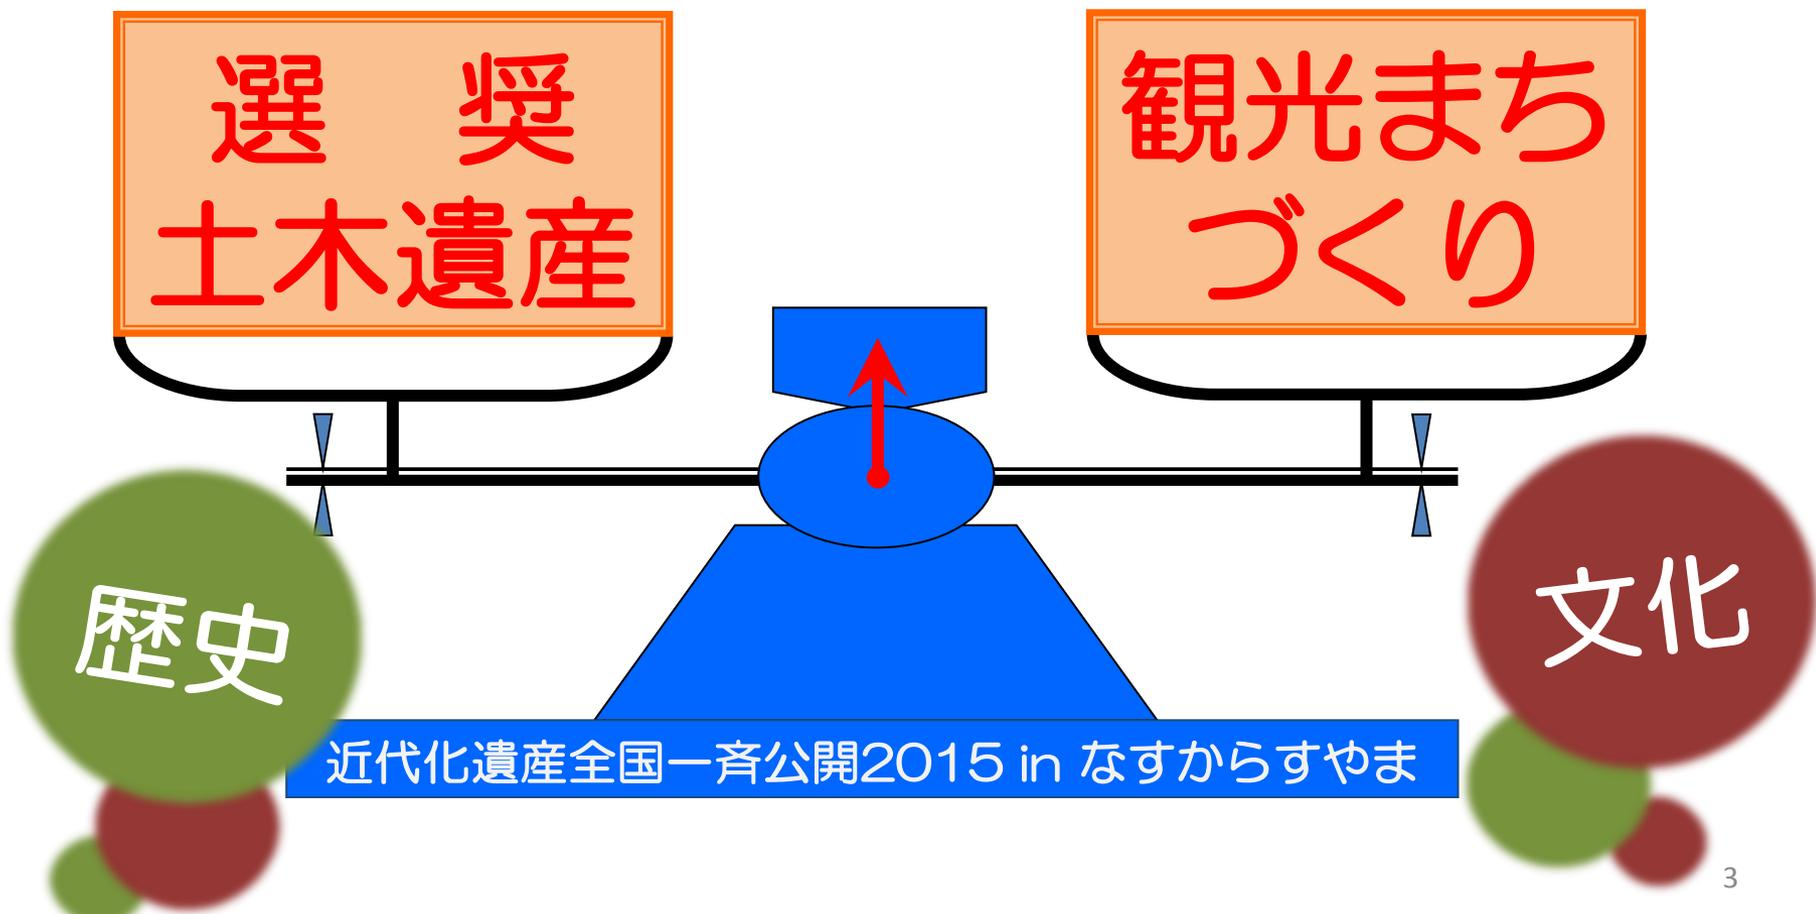 選　奨
土木遺産
観光まち
づくり
歴史
文化
近代化遺産全国一斉公開2015 in なすからすやま
3